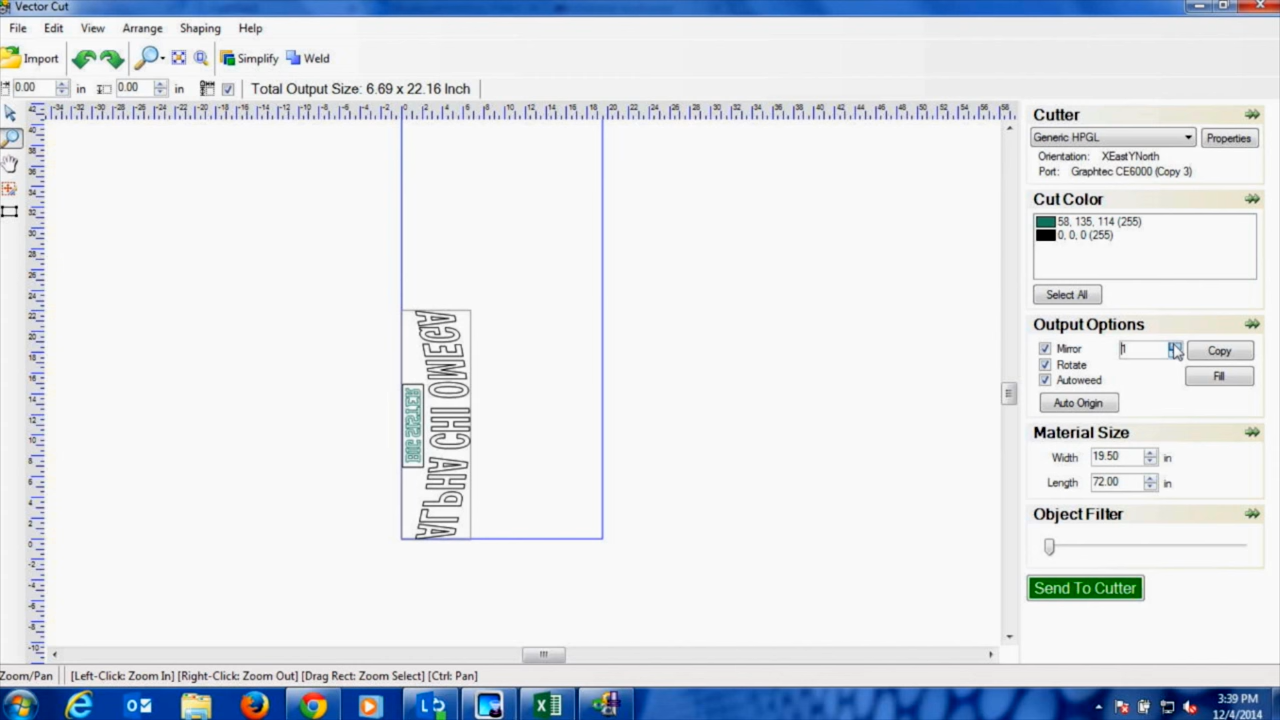 Vector Cut
File Edit View Arrange Shaping Help
Import Simplify Weld
0.00 in 0.00 in Total Output Size: 6.69 x 22.16 Inch
Cutter
Generic HPGL Properties
Orientation: XEastYNorth
Port: Graphtec CE6000 (Copy 3)
Cut Color
58, 135, 114 (255)
0, 0, 0 (255)
Select All
Output Options
Mirror 1 Copy
Rotate
Fill
Autoweed
Auto Origin
Material Size
Width 19.50 in
Length 72.00 in
Object Filter
Send To Cutter
ALPHA CHI OMEGA
BIG SISTER
Zoom/Pan [Left-Click: Zoom In] [Right-Click: Zoom Out] [Drag Rect: Zoom Select] [Ctrl: Pan]
3:39 PM
12/4/2014